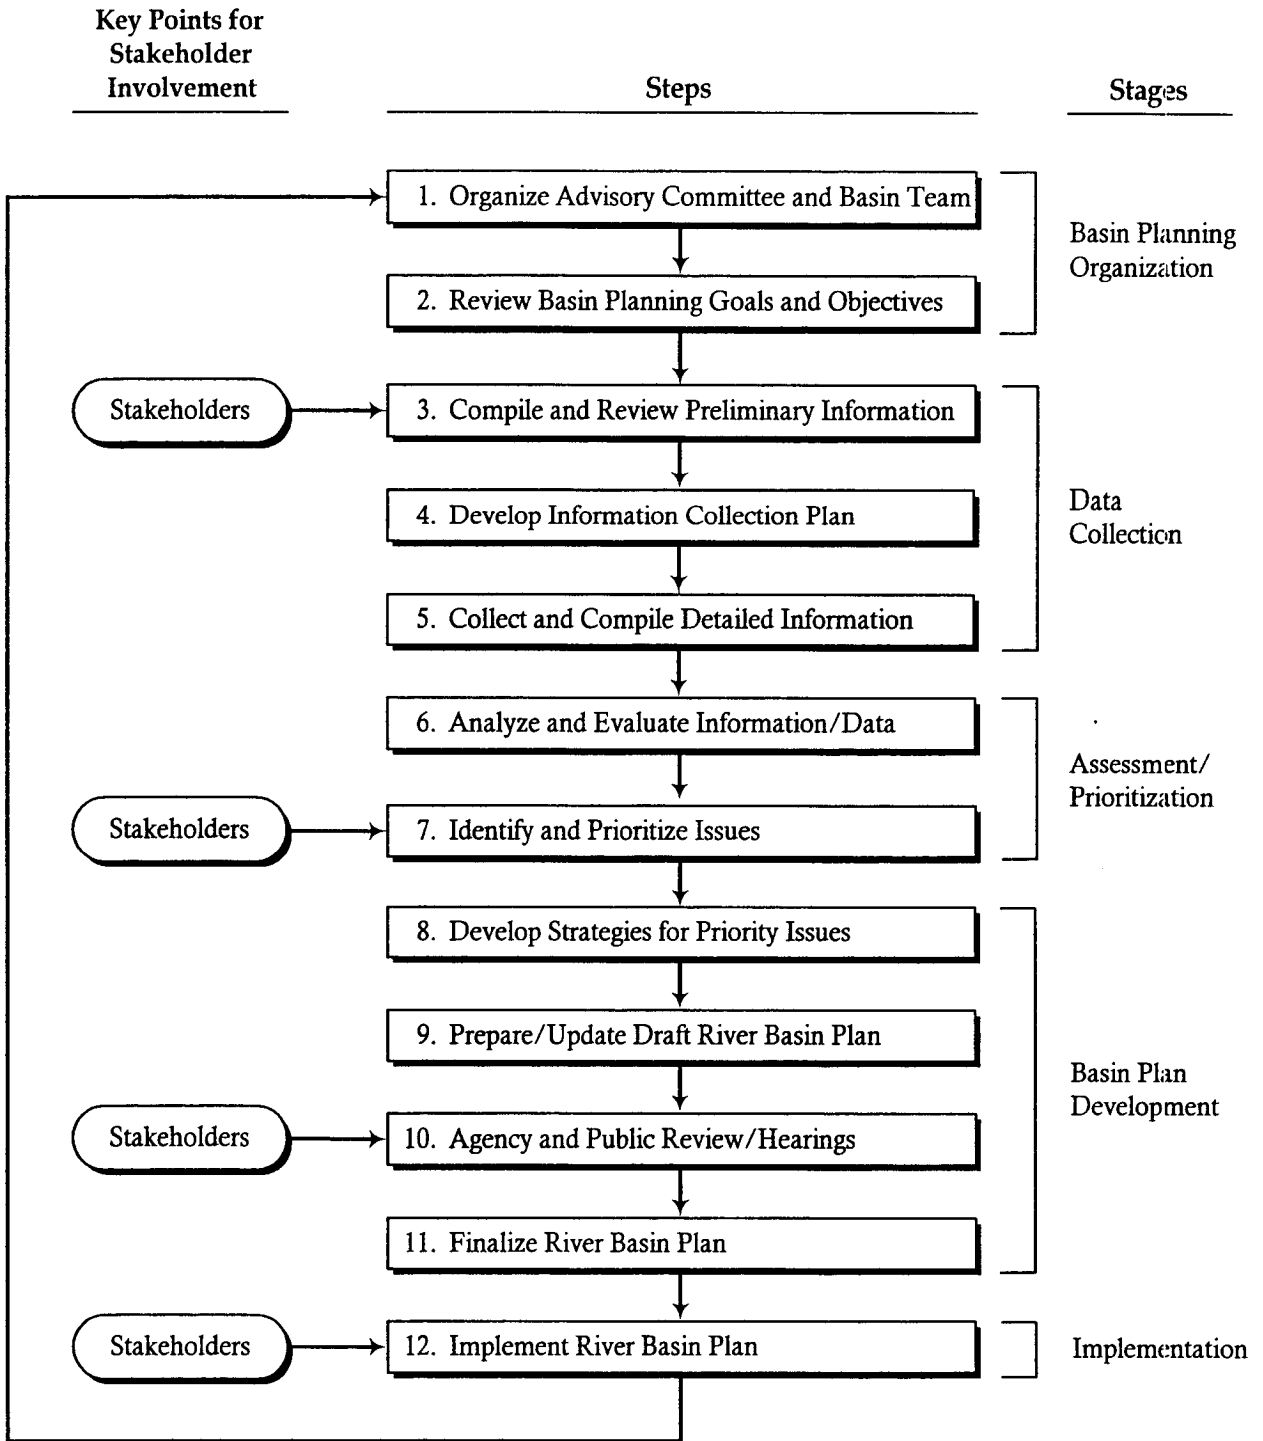 Key Points for
Stakeholder
Involvement
Steps
Stages
1. Organize Advisory Committee and Basin Team
Basin Planning
Organization
2. Review Basin Planning Goals and Objectives
Stakeholders
3. Compile and Review Preliminary Information
4. Develop Information Collection Plan
Data
Collection
5. Collect and Compile Detailed Information
6. Analyze and Evaluate Information/Data
Assessment/
Prioritization
Stakeholders
7. Identify and Prioritize Issues
8. Develop Strategies for Priority Issues
9. Prepare/Update Draft River Basin Plan
Basin Plan
Development
Stakeholders
10. Agency and Public Review/Hearings
11. Finalize River Basin Plan
Stakeholders
12. Implement River Basin Plan
Implementation